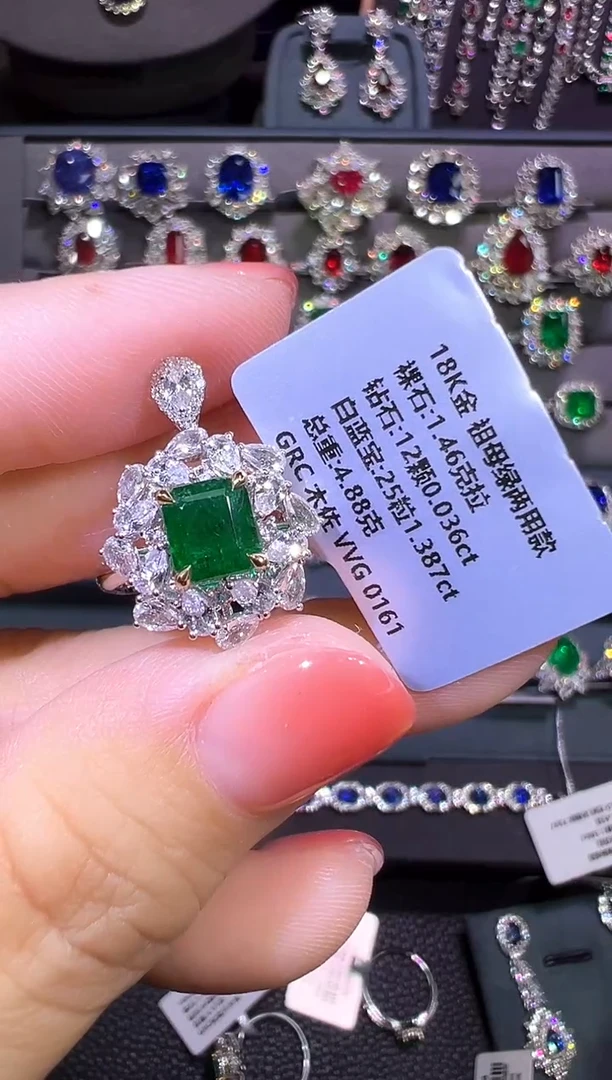 18K金 祖母绿两用款
裸石:1.46克拉
钻石:12颗0.036ct
白蓝宝:25粒1.387ct
总重:4.88克
GRC 木佐 VVG 0161